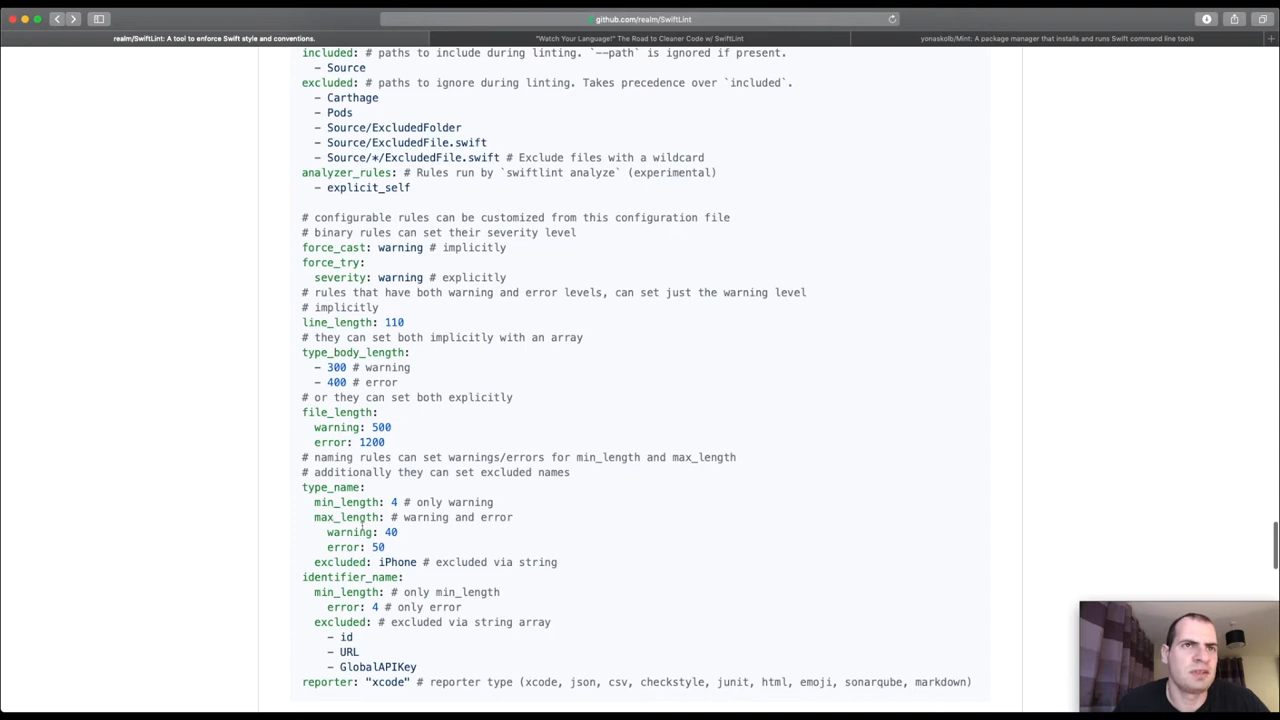 github.com/realm/SwiftLint
realm/SwiftLint: A tool to enforce Swift style and conventions.
"Watch Your Language!" The Road to Cleaner Code w/ SwiftLint
yonaskolb/Mint: A package manager that installs and runs Swift command line tools
included: # paths to include during linting. `--path` is ignored if present.
- Source
excluded: # paths to ignore during linting. Takes precedence over `included`.
- Carthage
- Pods
- Source/ExcludedFolder
- Source/ExcludedFile.swift
- Source/*/ExcludedFile.swift # Exclude files with a wildcard
analyzer_rules: # Rules run by `swiftlint analyze` (experimental)
- explicit_self
# configurable rules can be customized from this configuration file
# binary rules can set their severity level
force_cast: warning # implicitly
force_try:
severity: warning # explicitly
# rules that have both warning and error levels, can set just the warning level
# implicitly
line_length: 110
# they can set both implicitly with an array
type_body_length:
- 300 # warning
- 400 # error
# or they can set both explicitly
file_length:
warning: 500
error: 1200
# naming rules can set warnings/errors for min_length and max_length
# additionally they can set excluded names
type_name:
min_length: 4 # only warning
max_length: # warning and error
warning: 40
error: 50
excluded: iPhone # excluded via string
identifier_name:
min_length: # only min_length
error: 4 # only error
excluded: # excluded via string array
- id
- URL
- GlobalAPIKey
reporter: "xcode" # reporter type (xcode, json, csv, checkstyle, junit, html, emoji, sonarqube, markdown)